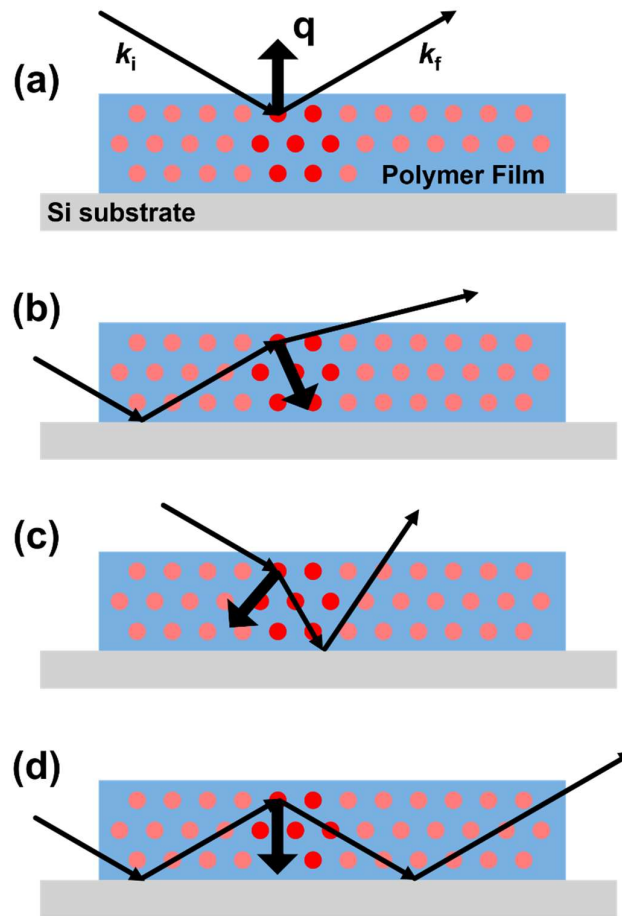 (a)
k_i
q
k_f
Polymer Film
Si substrate
(b)
(c)
(d)